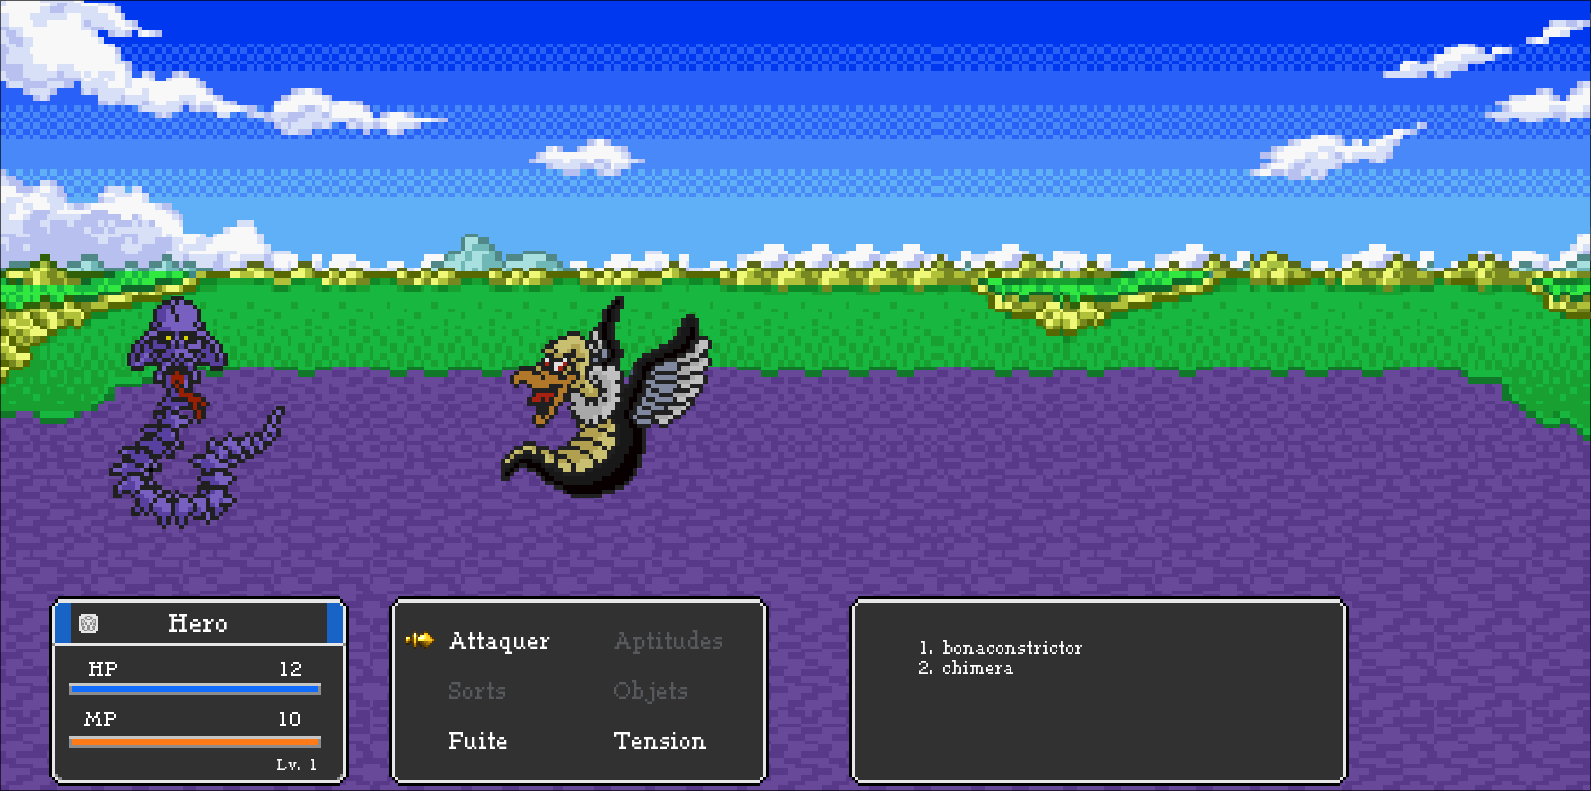 Hero
HP 12
MP 10
Lv. 1
Attaquer Aptitudes
Sorts Objets
Fuite Tension
1. bonaconstrictor
2. chimera